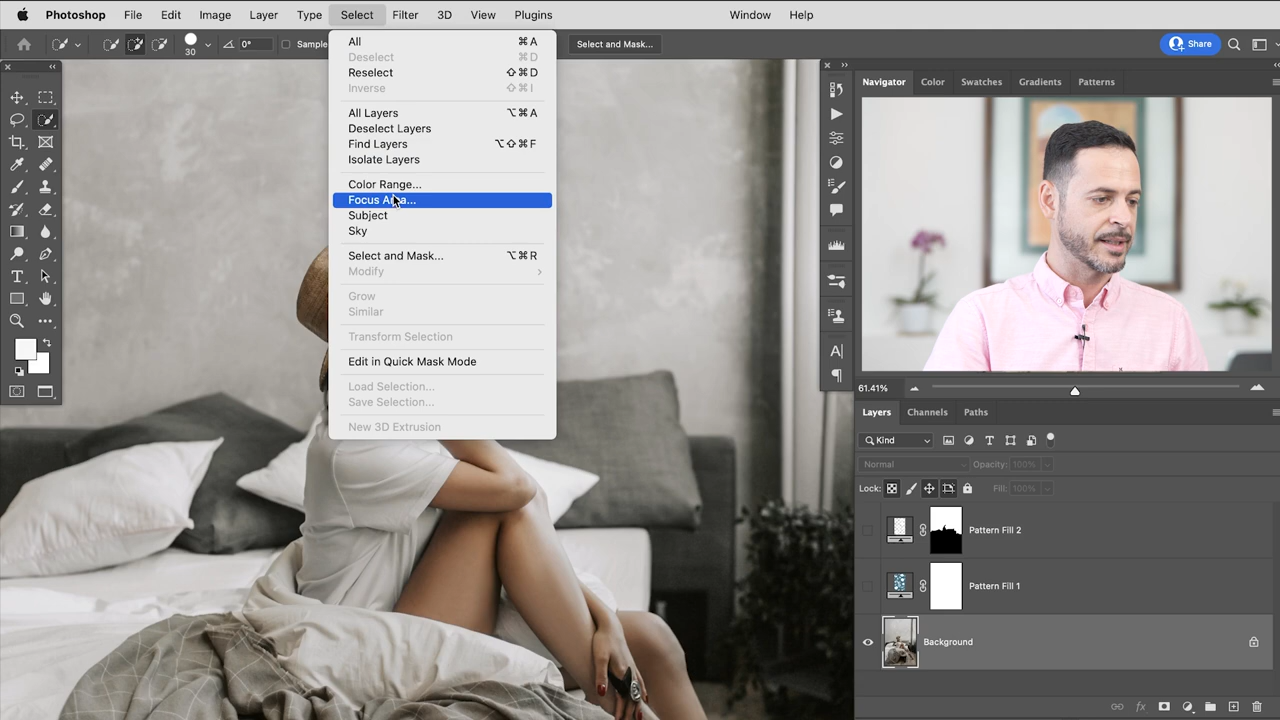 Photoshop File Edit Image Layer Type Select Filter 3D View Plugins Window Help
30 0° Sample Select and Mask... Share
All ⌘A
Deselect ⌘D
Reselect ⇧⌘D
Inverse ⇧⌘I
All Layers ⌥⌘A
Deselect Layers
Find Layers ⌥⇧⌘F
Isolate Layers
Color Range...
Focus Area...
Subject
Sky
Select and Mask... ⌥⌘R
Modify
Grow
Similar
Transform Selection
Edit in Quick Mask Mode
Load Selection...
Save Selection...
New 3D Extrusion
Navigator Color Swatches Gradients Patterns
61.41%
Layers Channels Paths
Kind
Normal Opacity: 100%
Lock: Fill: 100%
Pattern Fill 2
Pattern Fill 1
Background